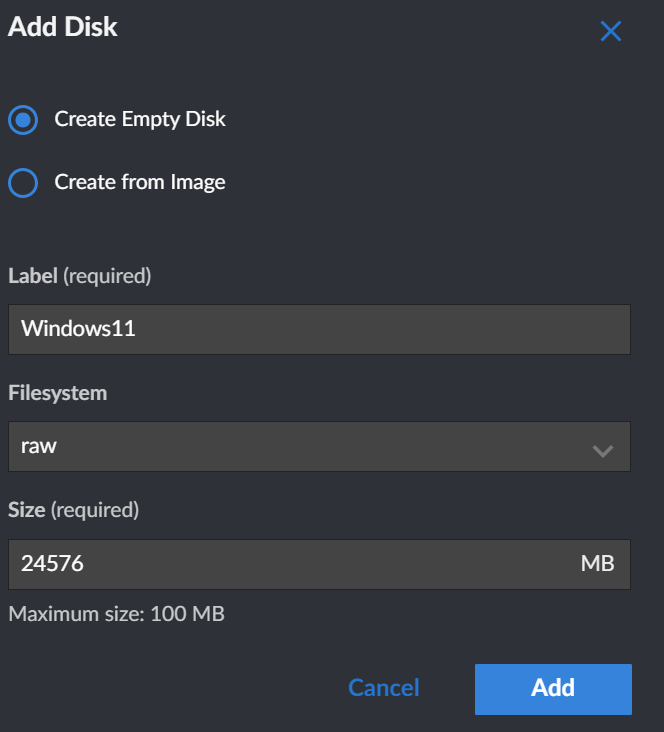 Add Disk
Create Empty Disk
Create from Image
Label (required)
Windows11
Filesystem
raw
Size (required)
24576 MB
Maximum size: 100 MB
Cancel Add